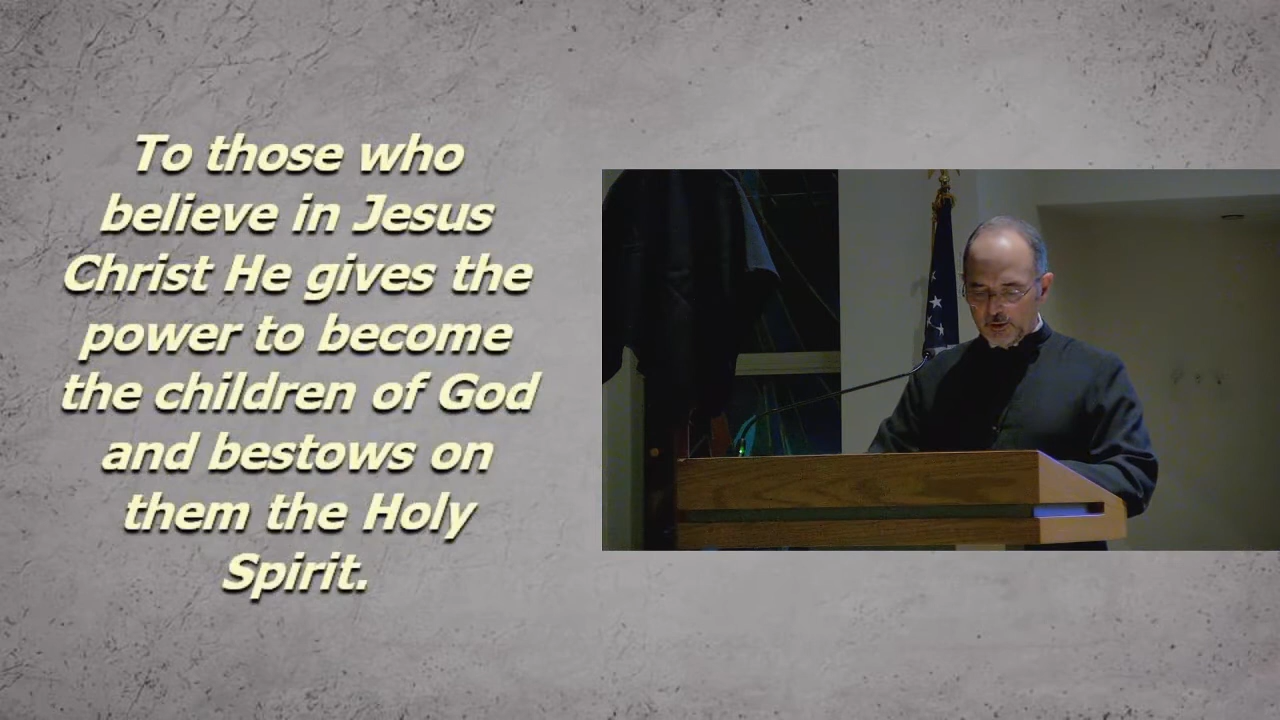 To those who
believe in Jesus
Christ He gives the
power to become
the children of God
and bestows on
them the Holy
Spirit.